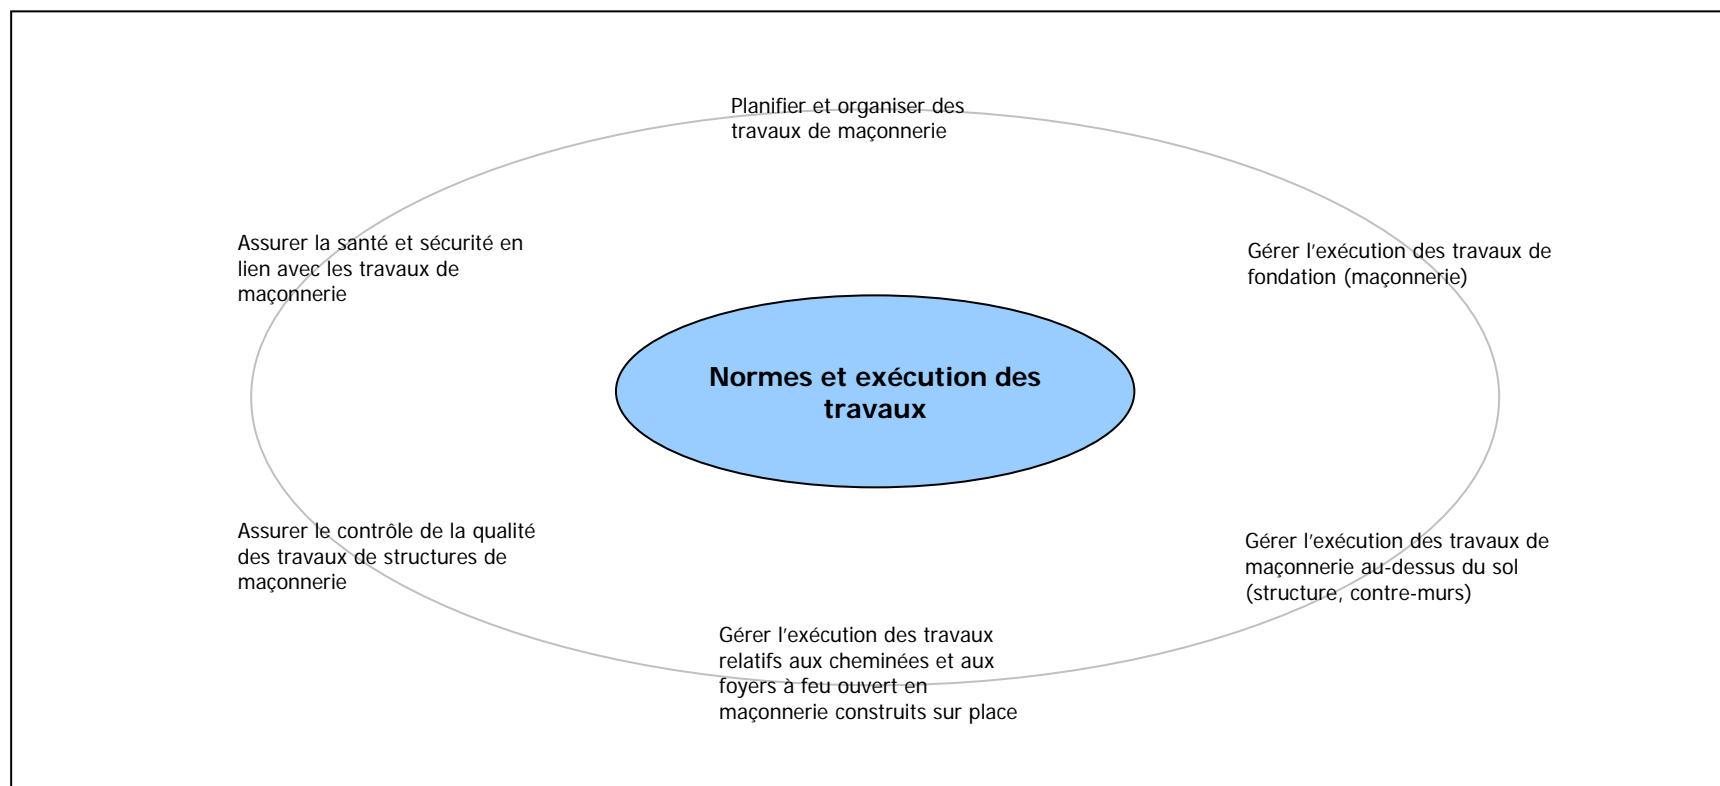 Planifier et organiser des
travaux de maçonnerie
Assurer la santé et sécurité en
lien avec les travaux de
maçonnerie
Gérer l'exécution des travaux de
fondation (maçonnerie)
Normes et exécution des
travaux
Assurer le contrôle de la qualité
des travaux de structures de
maçonnerie
Gérer l'exécution des travaux de
maçonnerie au-dessus du sol
(structure, contre-murs)
Gérer l'exécution des travaux
relatifs aux cheminées et aux
foyers à feu ouvert en
maçonnerie construits sur place